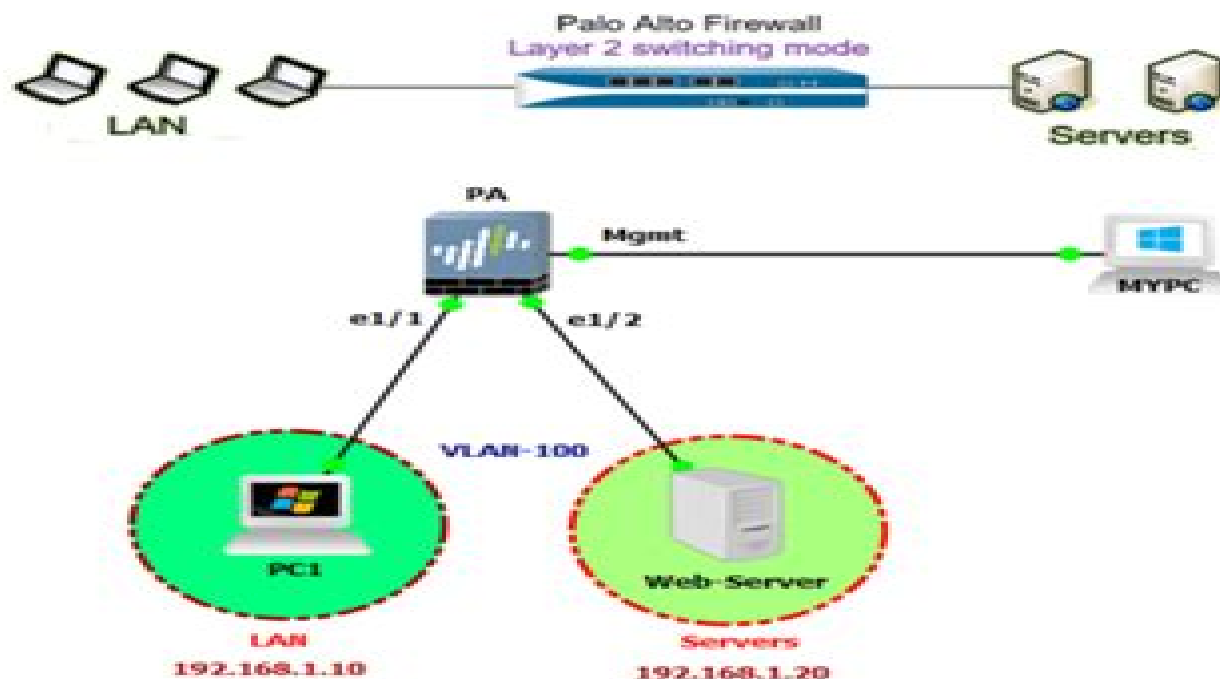 Palo Alto Firewall
Layer 2 switching mode
LAN
Servers
PA
Mgmt
MYPC
e1/1
e1/2
VLAN-100
PC1
Web-Server
LAN
Servers
192.168.1.10
192.168.1.20